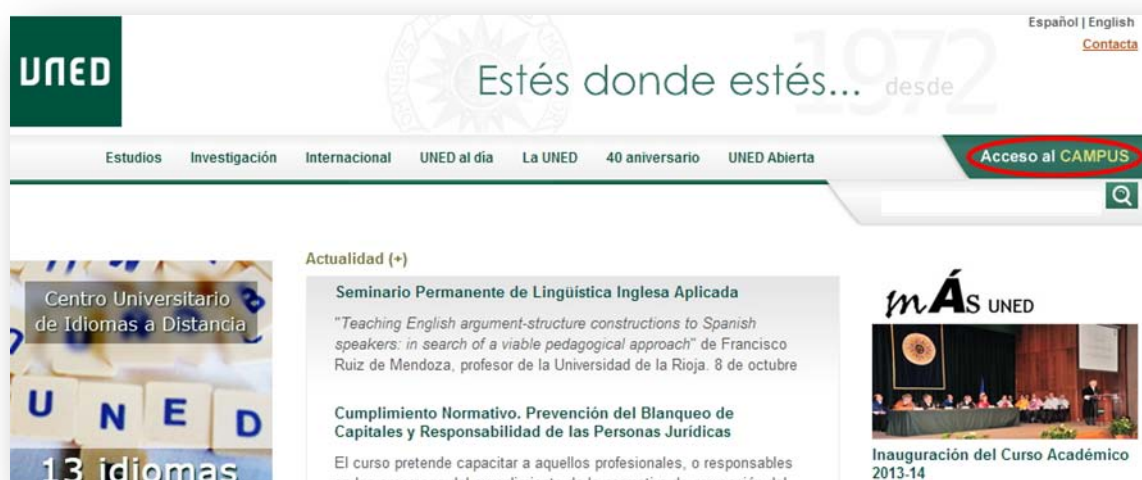 Español | English
Contacta
UNED
Estés donde estés... desde
1972
Estudios Investigación Internacional UNED al día La UNED 40 aniversario UNED Abierta
Acceso al CAMPUS
Centro Universitario
de Idiomas a Distancia
U N E D
13 idiomas
Actualidad (+)
Seminario Permanente de Lingüística Inglesa Aplicada
"Teaching English argument-structure constructions to Spanish
speakers: in search of a viable pedagogical approach" de Francisco
Ruiz de Mendoza, profesor de la Universidad de la Rioja. 8 de octubre
Cumplimiento Normativo. Prevención del Blanqueo de
Capitales y Responsabilidad de las Personas Jurídicas
El curso pretende capacitar a aquellos profesionales, o responsables
mÁs UNED
Inauguración del Curso Académico
2013-14